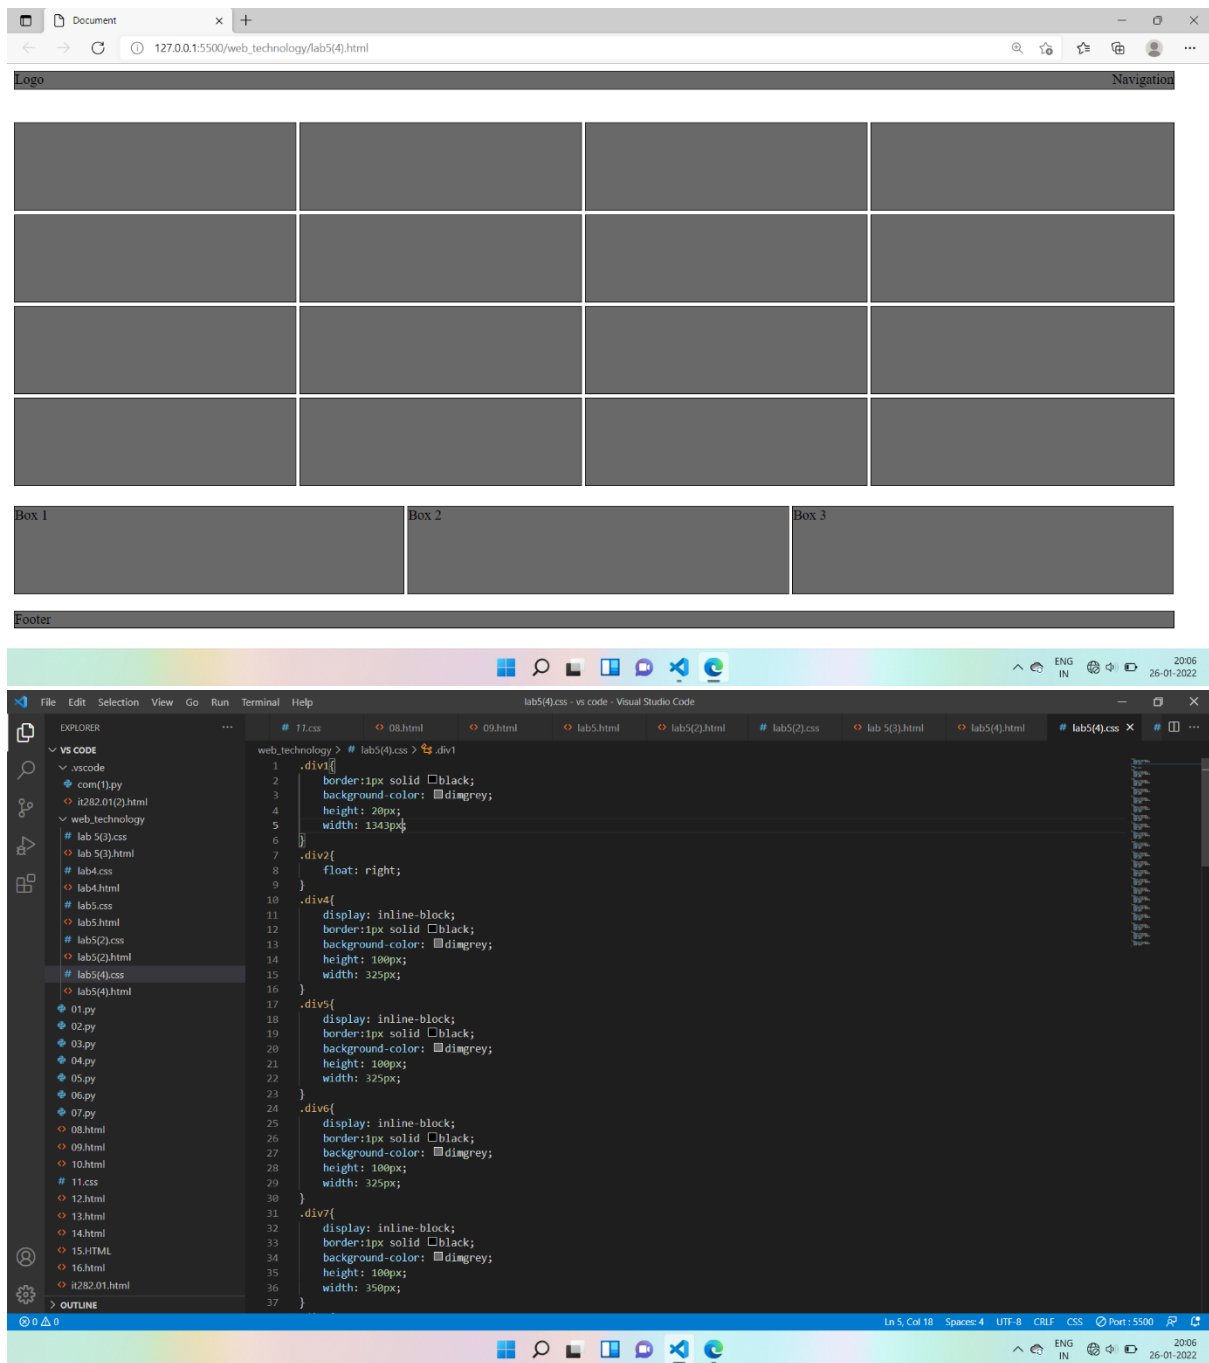 Document
127.0.0.1:5500/web_technology/lab5(4).html
Logo Navigation
Box 1 Box 2 Box 3
Footer
ENG
IN
20:06
26-01-2022
File Edit Selection View Go Run Terminal Help lab5(4).css - vs code - Visual Studio Code
EXPLORER ... # 11.css 08.html 09.html lab5.html lab5(2).html # lab5(2).css lab 5(3).html lab5(4).html # lab5(4).css #
VS CODE
web_technology > # lab5(4).css > .div1
.vscode
com(1).py
it282.01(2).html
web_technology
# lab 5(3).css
lab 5(3).html
# lab4.css
lab4.html
# lab5.css
lab5.html
# lab5(2).css
lab5(2).html
# lab5(4).css
lab5(4).html
01.py
02.py
03.py
04.py
05.py
06.py
07.py
08.html
09.html
10.html
# 11.css
12.html
13.html
14.html
15.HTML
16.html
it282.01.html
OUTLINE
1 .div1{
2 border:1px solid black;
3 background-color: dimgrey;
4 height: 20px;
5 width: 1343px;
6 }
7 .div2{
8 float: right;
9 }
10 .div4{
11 display: inline-block;
12 border:1px solid black;
13 background-color: dimgrey;
14 height: 100px;
15 width: 325px;
16 }
17 .div5{
18 display: inline-block;
19 border:1px solid black;
20 background-color: dimgrey;
21 height: 100px;
22 width: 325px;
23 }
24 .div6{
25 display: inline-block;
26 border:1px solid black;
27 background-color: dimgrey;
28 height: 100px;
29 width: 325px;
30 }
31 .div7{
32 display: inline-block;
33 border:1px solid black;
34 background-color: dimgrey;
35 height: 100px;
36 width: 350px;
37 }
0 0 Ln 5, Col 18 Spaces: 4 UTF-8 CRLF CSS Port : 5500
ENG
IN
20:06
26-01-2022